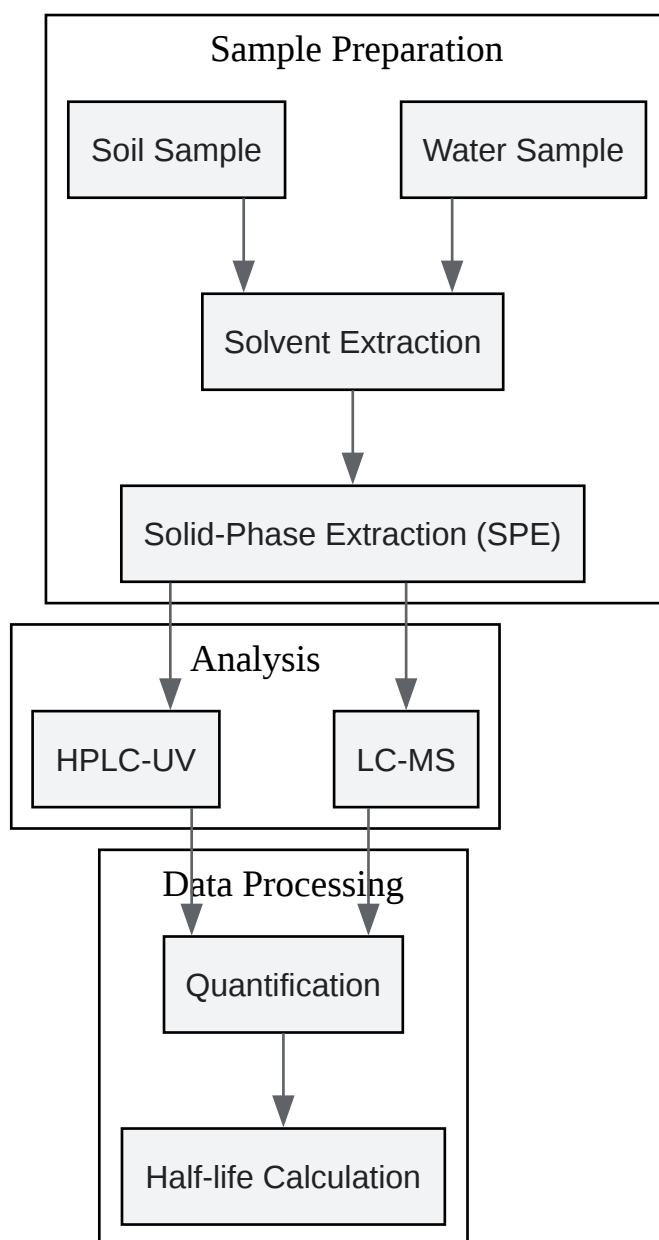 Sample Preparation
Soil Sample
Water Sample
Solvent Extraction
Solid-Phase Extraction (SPE)
Analysis
HPLC-UV
LC-MS
Data Processing
Quantification
Half-life Calculation